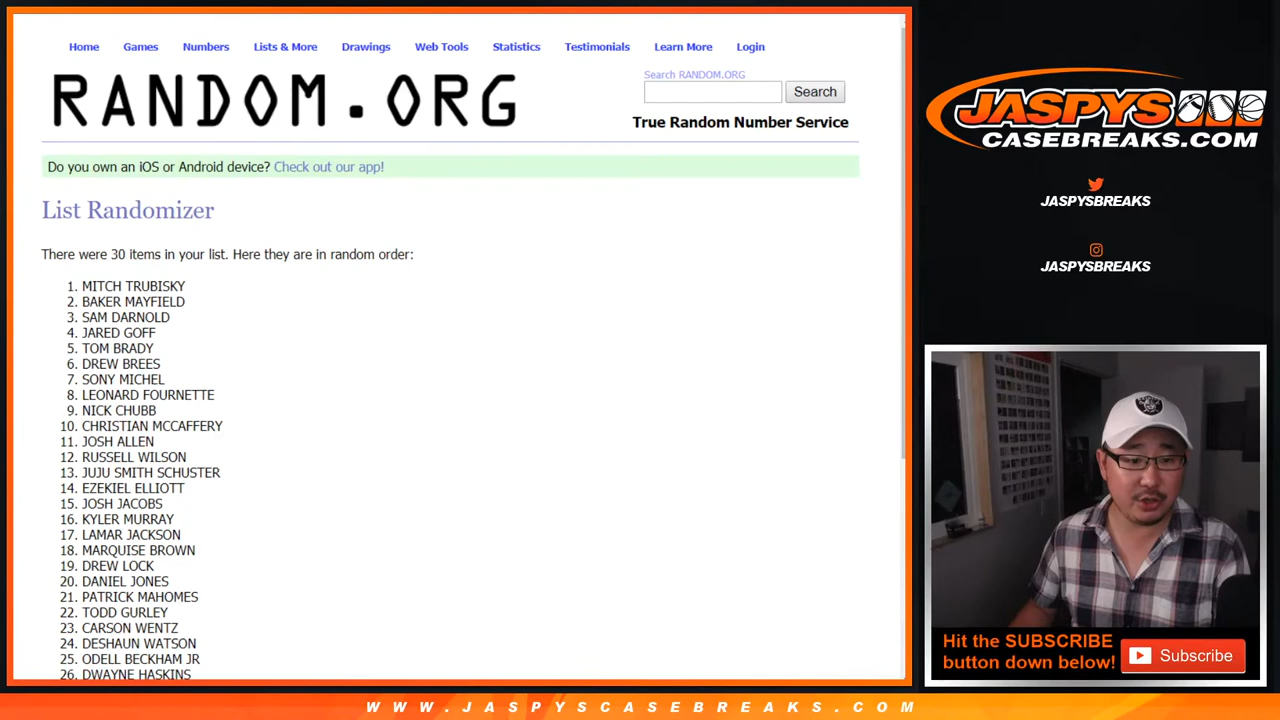 Home Games Numbers Lists & More Drawings Web Tools Statistics Testimonials Learn More Login
RANDOM.ORG
Search RANDOM.ORG
Search
True Random Number Service
Do you own an iOS or Android device? Check out our app!
List Randomizer
There were 30 items in your list. Here they are in random order:
1. MITCH TRUBISKY
2. BAKER MAYFIELD
3. SAM DARNOLD
4. JARED GOFF
5. TOM BRADY
6. DREW BREES
7. SONY MICHEL
8. LEONARD FOURNETTE
9. NICK CHUBB
10. CHRISTIAN MCCAFFERY
11. JOSH ALLEN
12. RUSSELL WILSON
13. JUJU SMITH SCHUSTER
14. EZEKIEL ELLIOTT
15. JOSH JACOBS
16. KYLER MURRAY
17. LAMAR JACKSON
18. MARQUISE BROWN
19. DREW LOCK
20. DANIEL JONES
21. PATRICK MAHOMES
22. TODD GURLEY
23. CARSON WENTZ
24. DESHAUN WATSON
25. ODELL BECKHAM JR
26. DWAYNE HASKINS
JASPYS
CASEBREAKS.COM
JASPYSBREAKS
JASPYSBREAKS
Hit the SUBSCRIBE
button down below!
Subscribe
WWW.JASPYSCASEBREAKS.COM